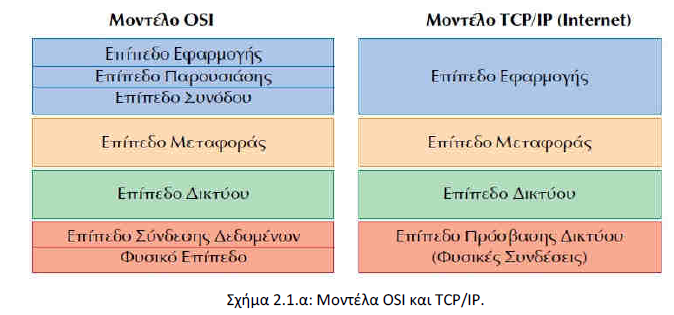 Μοντέλο OSI
Επίπεδο Εφαρμογής
Επίπεδο Παρουσίασης
Επίπεδο Συνόδου
Επίπεδο Μεταφοράς
Επίπεδο Δικτύου
Επίπεδο Σύνδεσης Δεδομένων
Φυσικό Επίπεδο
Μοντέλο TCP/IP (Internet)
Επίπεδο Εφαρμογής
Επίπεδο Μεταφοράς
Επίπεδο Δικτύου
Επίπεδο Πρόσβασης Δικτύου
(Φυσικές Συνδέσεις)
Σχήμα 2.1.α: Μοντέλα OSI και TCP/IP.